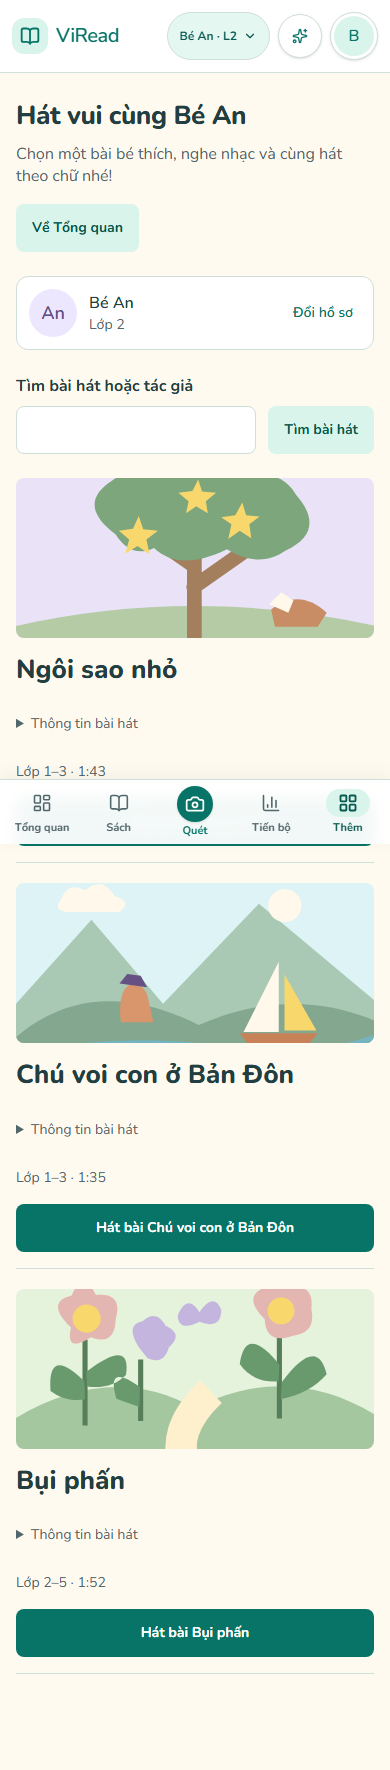 ViRead
Bé An · L2
B
Hát vui cùng Bé An
Chọn một bài bé thích, nghe nhạc và cùng hát
theo chữ nhé!
Về Tổng quan
An
Bé An
Lớp 2
Đổi hồ sơ
Tìm bài hát hoặc tác giả
Tìm bài hát
Ngôi sao nhỏ
Thông tin bài hát
Lớp 1–3 · 1:43
Tổng quan
Sách
Quét
Tiến bộ
Thêm
Chú voi con ở Bản Đôn
Thông tin bài hát
Lớp 1–3 · 1:35
Hát bài Chú voi con ở Bản Đôn
Bụi phấn
Thông tin bài hát
Lớp 2–5 · 1:52
Hát bài Bụi phấn